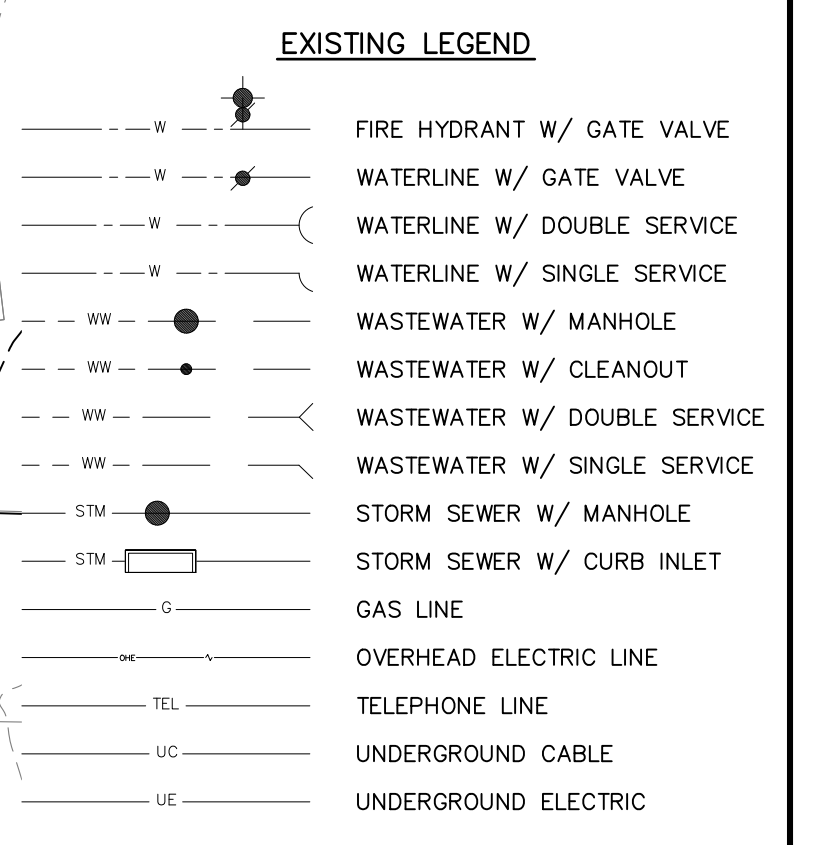 EXISTING LEGEND
W FIRE HYDRANT W/ GATE VALVE
W WATERLINE W/ GATE VALVE
W WATERLINE W/ DOUBLE SERVICE
W WATERLINE W/ SINGLE SERVICE
WW WASTEWATER W/ MANHOLE
WW WASTEWATER W/ CLEANOUT
WW WASTEWATER W/ DOUBLE SERVICE
WW WASTEWATER W/ SINGLE SERVICE
STM STORM SEWER W/ MANHOLE
STM STORM SEWER W/ CURB INLET
G GAS LINE
OHE OVERHEAD ELECTRIC LINE
TEL TELEPHONE LINE
UC UNDERGROUND CABLE
UE UNDERGROUND ELECTRIC